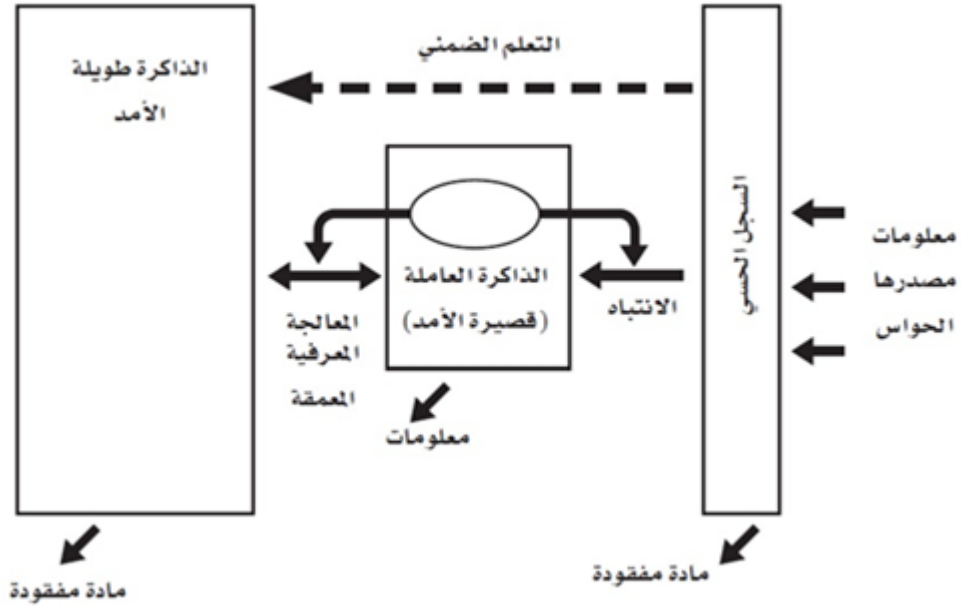 التعلم الضمني
الذاكرة طويلة
الأمد
السجل الحسي
معلومات
مصدرها
الحواس
الانتباه
الذاكرة العاملة
(قصيرة الأمد)
المعالجة
المعرفية
المعمقة
معلومات
مادة مفقودة
مادة مفقودة